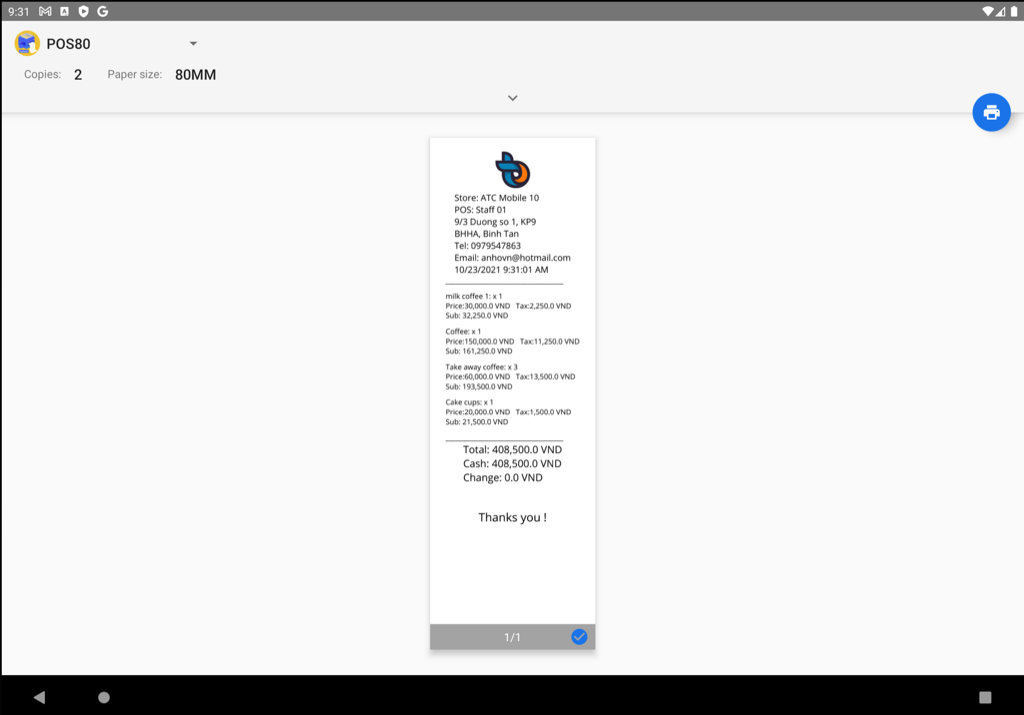 9:31
POS80
Copies: 2 Paper size: 80MM
Store: ATC Mobile 10
POS: Staff 01
9/3 Duong so 1, KP9
BHHA, Binh Tan
Tel: 0979547863
Email: anhovn@hotmail.com
10/23/2021 9:31:01 AM
milk coffee 1: x 1
Price:30,000.0 VND Tax:2,250.0 VND
Sub: 32,250.0 VND
Coffee: x 1
Price:150,000.0 VND Tax:11,250.0 VND
Sub: 161,250.0 VND
Take away coffee: x 3
Price:60,000.0 VND Tax:13,500.0 VND
Sub: 193,500.0 VND
Cake cups: x 1
Price:20,000.0 VND Tax:1,500.0 VND
Sub: 21,500.0 VND
Total: 408,500.0 VND
Cash: 408,500.0 VND
Change: 0.0 VND
Thanks you !
1/1